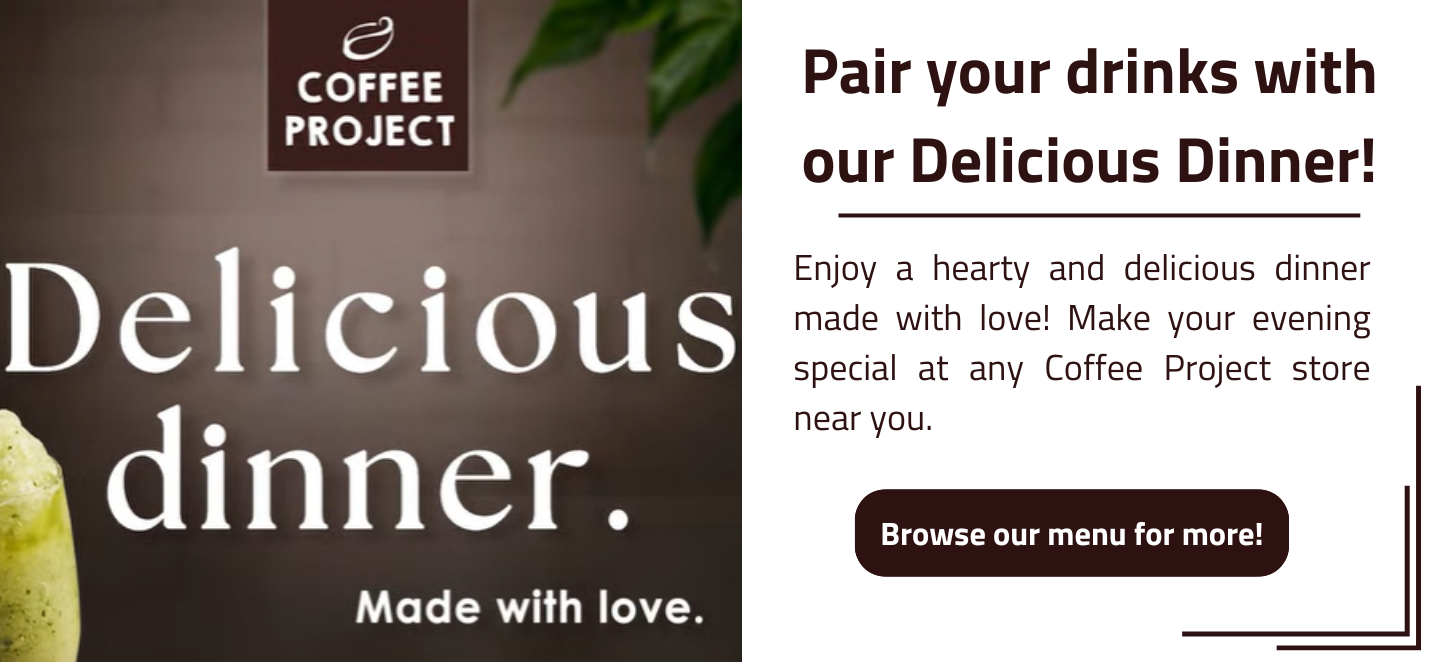 COFFEE
PROJECT
Delicious
dinner.
Made with love.
Pair your drinks with
our Delicious Dinner!
Enjoy a hearty and delicious dinner
made with love! Make your evening
special at any Coffee Project store
near you.
Browse our menu for more!